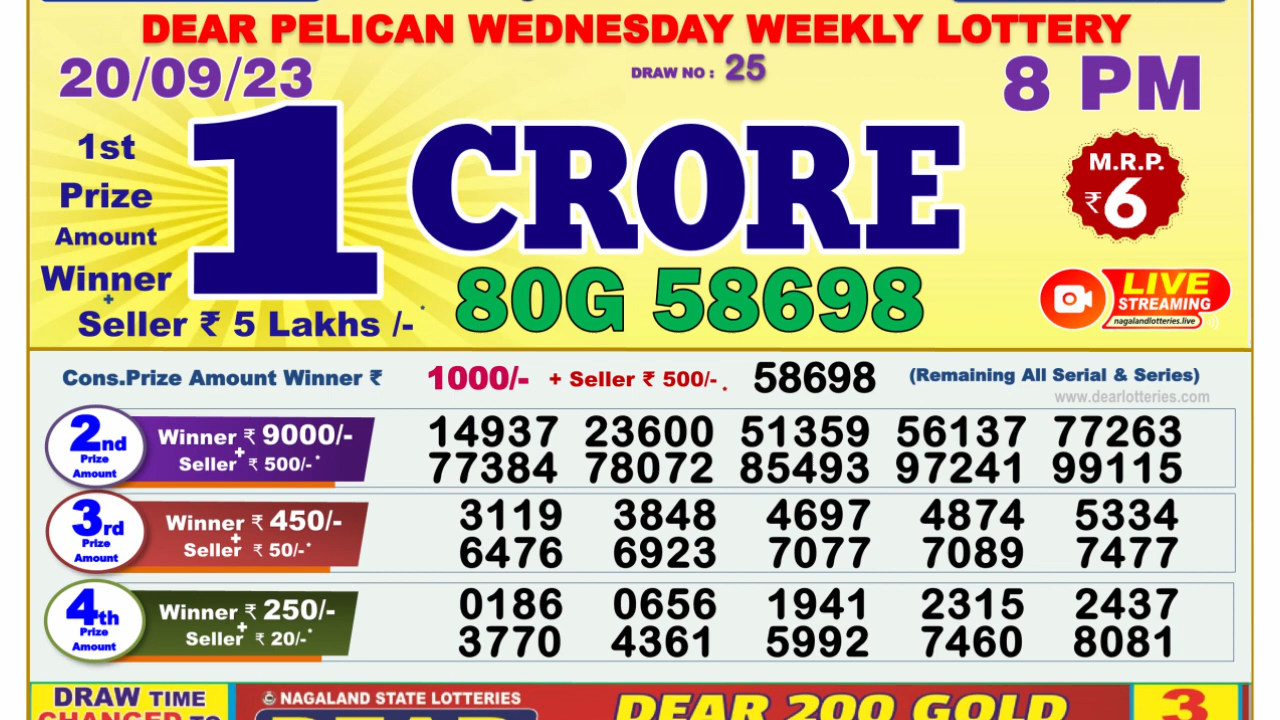 DEAR PELICAN WEDNESDAY WEEKLY LOTTERY
20/09/23
DRAW NO : 25
8 PM
1st
Prize
Amount
Winner
+
Seller ₹ 5 Lakhs /-
1 CRORE
80G 58698
M.R.P.
₹ 6
LIVE
STREAMING
nagalandlotteries.live
Cons.Prize Amount Winner ₹ 1000/- + Seller ₹ 500/- . 58698 (Remaining All Serial & Series)
www.dearlotteries.com
2nd
Prize
Amount
Winner ₹ 9000/-
+
Seller ₹ 500/-*
14937 23600 51359 56137 77263
77384 78072 85493 97241 99115
3rd
Prize
Amount
Winner ₹ 450/-
+
Seller ₹ 50/-*
3119 3848 4697 4874 5334
6476 6923 7077 7089 7477
4th
Prize
Amount
Winner ₹ 250/-
+
Seller ₹ 20/-*
0186 0656 1941 2315 2437
3770 4361 5992 7460 8081
DRAW TIME
CHANGED TO
NAGALAND STATE LOTTERIES
DEAR
DEAR 200 GOLD
3